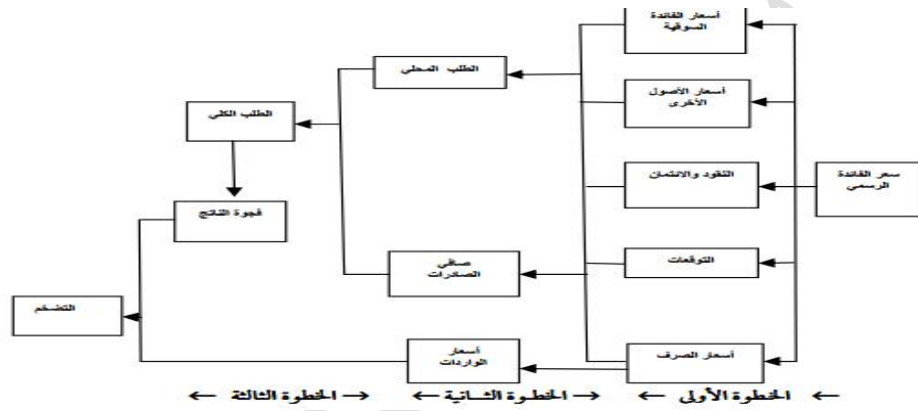 أسعار الفائدة
السوقية
الطلب المحلي
أسعار الأصول
الأخرى
الطلب الكلي
النقود والائتمان
سعر الفائدة
الرسمي
فجوة الناتج
التوقعات
صافي
الصادرات
التضخم
أسعار الصرف
أسعار
الواردات
الخطوة الأولى
الخطوة الثانية
الخطوة الثالثة